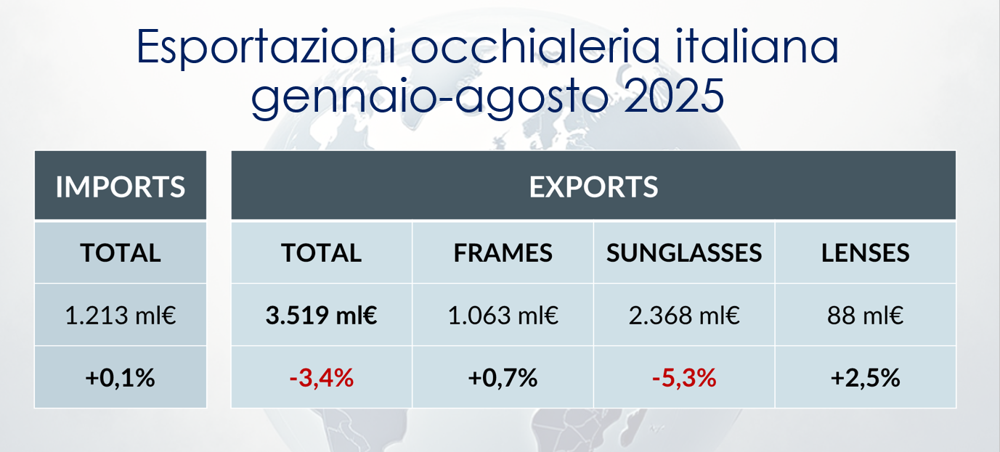 Esportazioni occhialeria italiana
gennaio-agosto 2025
IMPORTS
EXPORTS
TOTAL
TOTAL
FRAMES
SUNGLASSES
LENSES
1.213 ml€
3.519 ml€
1.063 ml€
2.368 ml€
88 ml€
+0,1%
-3,4%
+0,7%
-5,3%
+2,5%